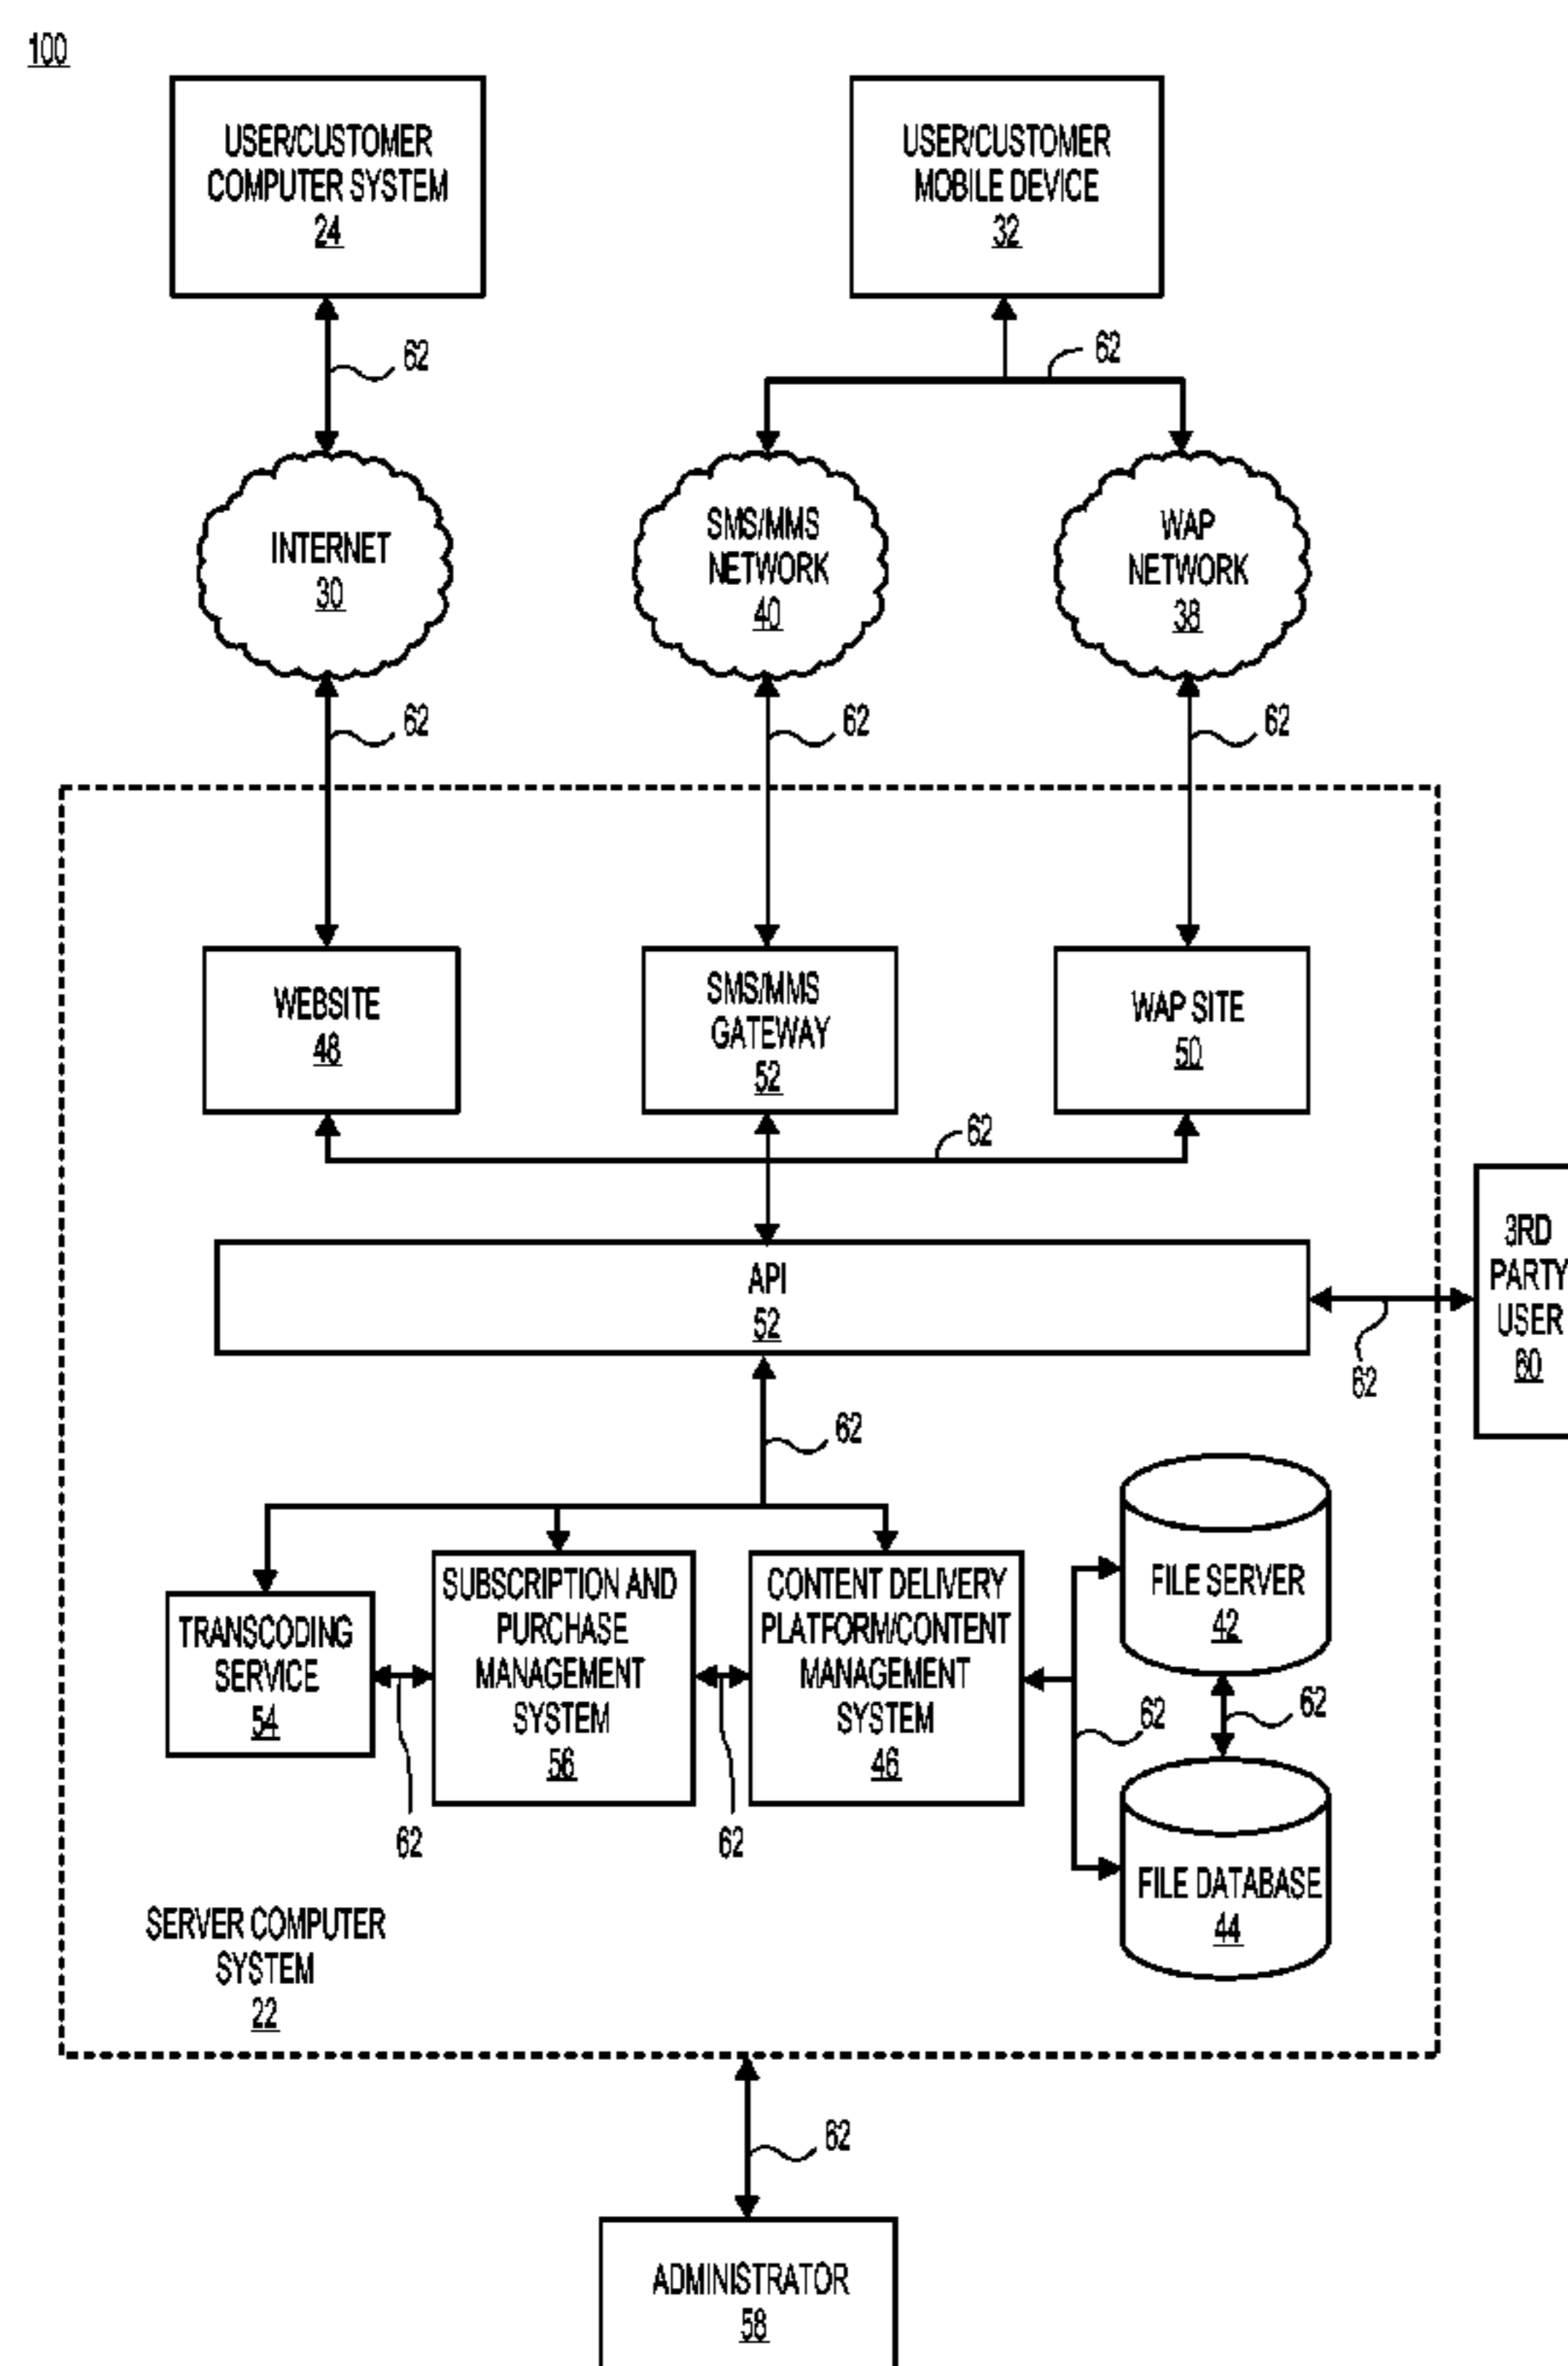 100
USER/CUSTOMER
COMPUTER SYSTEM
24
USER/CUSTOMER
MOBILE DEVICE
32
62
62
INTERNET
30
SMS/MMS
NETWORK
40
WAP
NETWORK
38
62
62
62
WEBSITE
48
SMS/MMS
GATEWAY
52
WAP SITE
50
62
API
52
3RD
PARTY
USER
60
62
62
TRANSCODING
SERVICE
54
SUBSCRIPTION AND
PURCHASE
MANAGEMENT
SYSTEM
56
CONTENT DELIVERY
PLATFORM/CONTENT
MANAGEMENT
SYSTEM
46
FILE SERVER
42
62
62
FILE DATABASE
44
62
62
SERVER COMPUTER
SYSTEM
22
62
ADMINISTRATOR
58